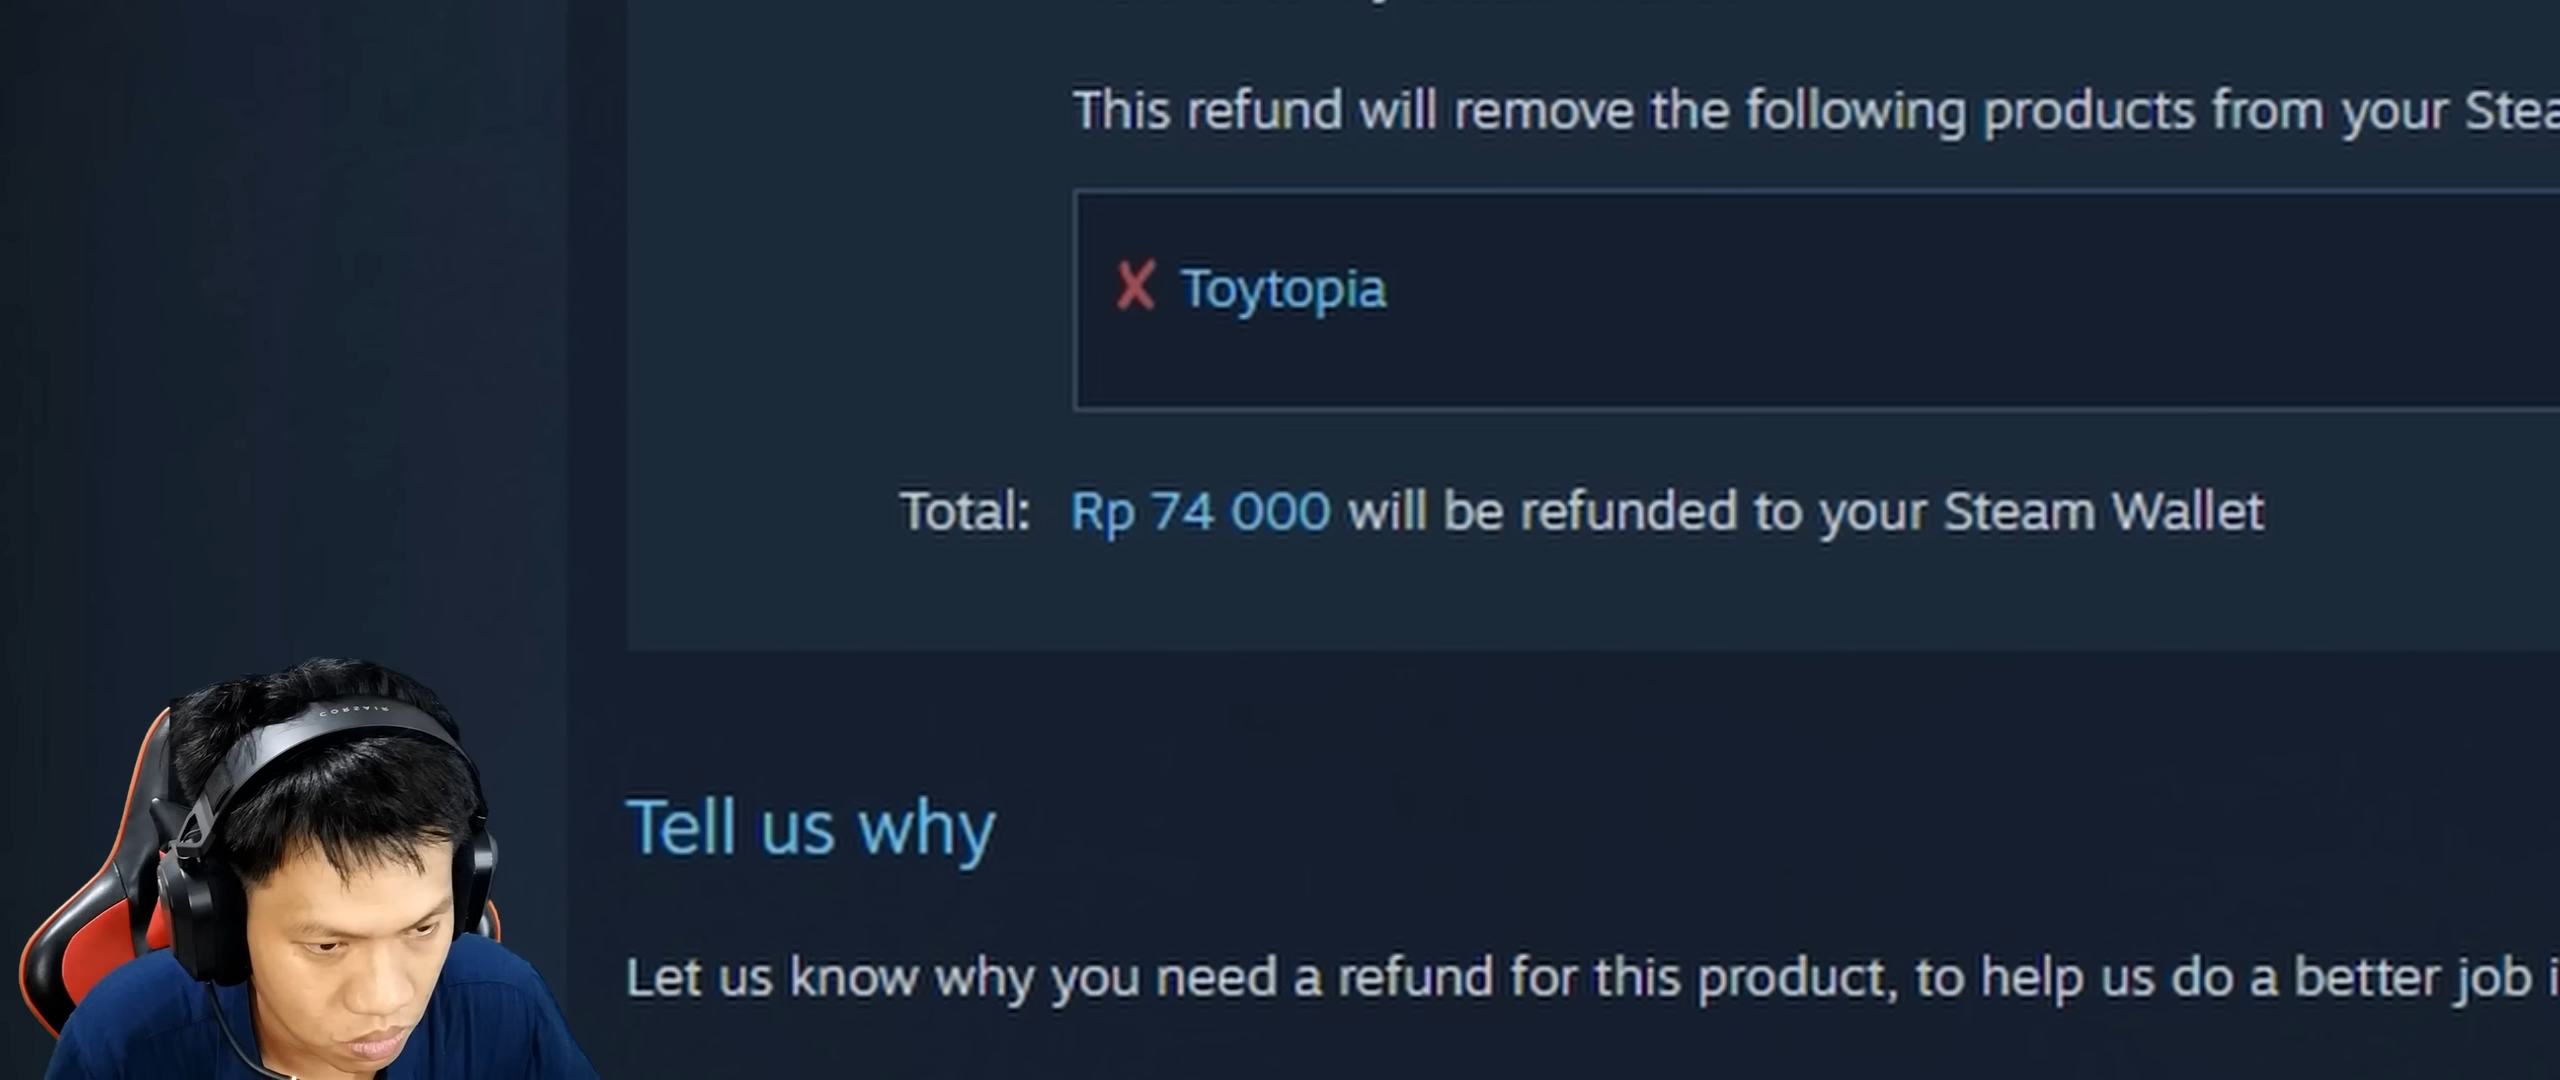 This refund will remove the following products from your
X Toytopia
Total: Rp 74 000 will be refunded to your Steam Wallet
CORSAIR
Tell us why
Let us know why you need a refund for this product, to help us do a better job